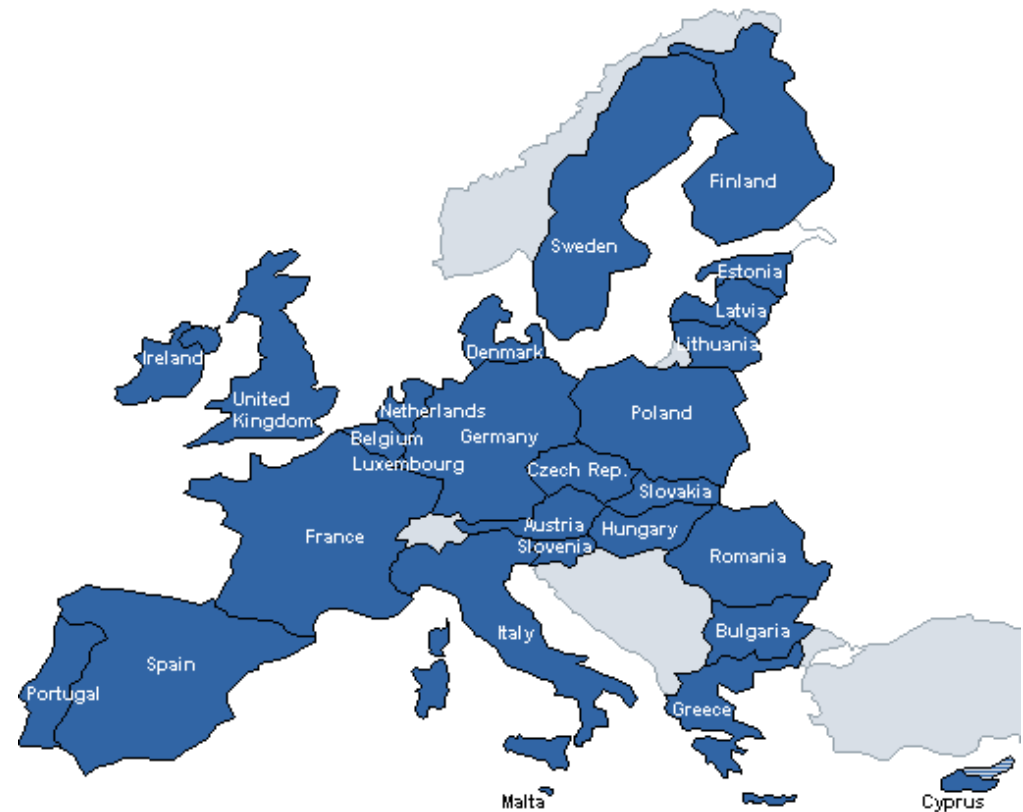 Finland
Sweden
Estonia
Latvia
Lithuania
Denmark
Ireland
United
Kingdom
Netherlands
Poland
Belgium
Germany
Luxembourg
Czech Rep.
Slovakia
France
Austria
Hungary
Slovenia
Romania
Italy
Bulgaria
Spain
Portugal
Greece
Malta
Cyprus